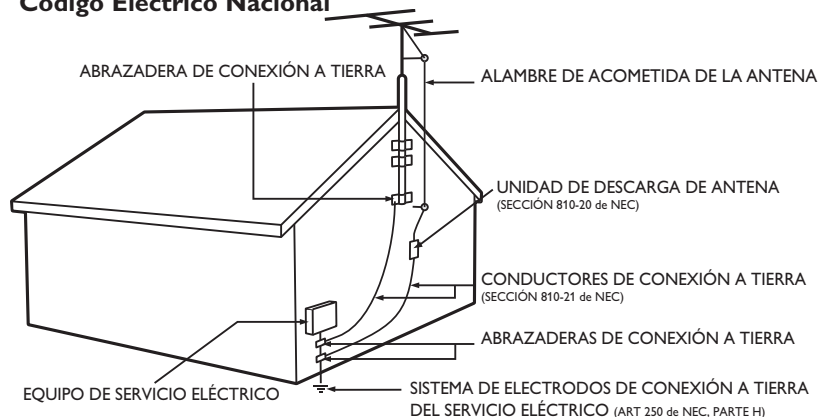 Código Eléctrico Nacional
ABRAZADERA DE CONEXIÓN A TIERRA
ALAMBRE DE ACOMETIDA DE LA ANTENA
UNIDAD DE DESCARGA DE ANTENA
(SECCIÓN 810-20 de NEC)
CONDUCTORES DE CONEXIÓN A TIERRA
(SECCIÓN 810-21 de NEC)
ABRAZADERAS DE CONEXIÓN A TIERRA
EQUIPO DE SERVICIO ELÉCTRICO
SISTEMA DE ELECTRODOS DE CONEXIÓN A TIERRA
DEL SERVICIO ELÉCTRICO (ART 250 de NEC, PARTE H)